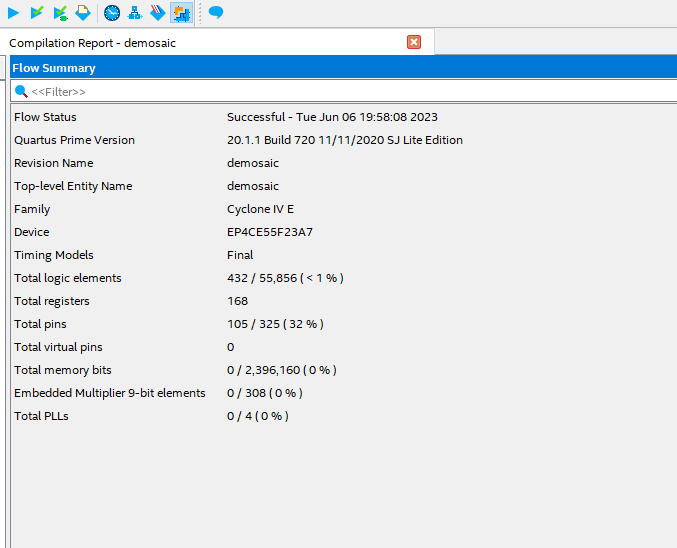 Compilation Report - demosaic
Flow Summary
<<Filter>>
Flow Status Successful - Tue Jun 06 19:58:08 2023
Quartus Prime Version 20.1.1 Build 720 11/11/2020 SJ Lite Edition
Revision Name demosaic
Top-level Entity Name demosaic
Family Cyclone IV E
Device EP4CE55F23A7
Timing Models Final
Total logic elements 432 / 55,856 ( < 1 % )
Total registers 168
Total pins 105 / 325 ( 32 % )
Total virtual pins 0
Total memory bits 0 / 2,396,160 ( 0 % )
Embedded Multiplier 9-bit elements 0 / 308 ( 0 % )
Total PLLs 0 / 4 ( 0 % )